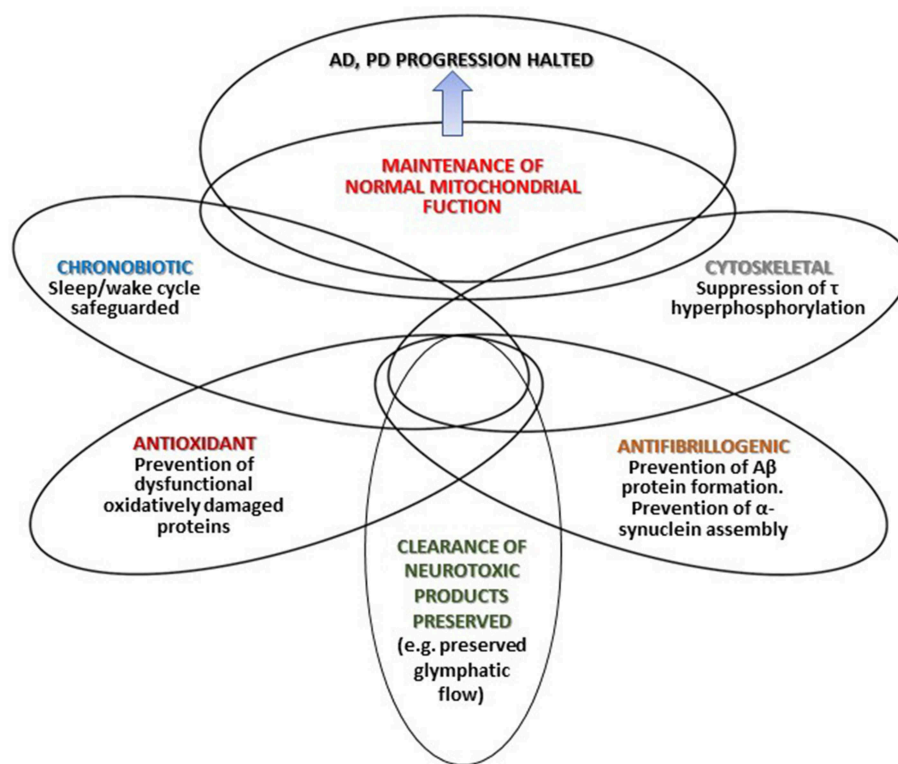 AD, PD PROGRESSION HALTED
MAINTENANCE OF
NORMAL MITOCHONDRIAL
FUCTION
CHRONOBIOTIC
Sleep/wake cycle
safeguarded
CYTOSKELETAL
Suppression of τ
hyperphosphorylation
ANTIOXIDANT
Prevention of
dysfunctional
oxidatively damaged
proteins
ANTIFIBRILLOGENIC
Prevention of Aβ
protein formation.
Prevention of α-
synuclein assembly
CLEARANCE OF
NEUROTOXIC
PRODUCTS
PRESERVED
(e.g. preserved
glymphatic
flow)